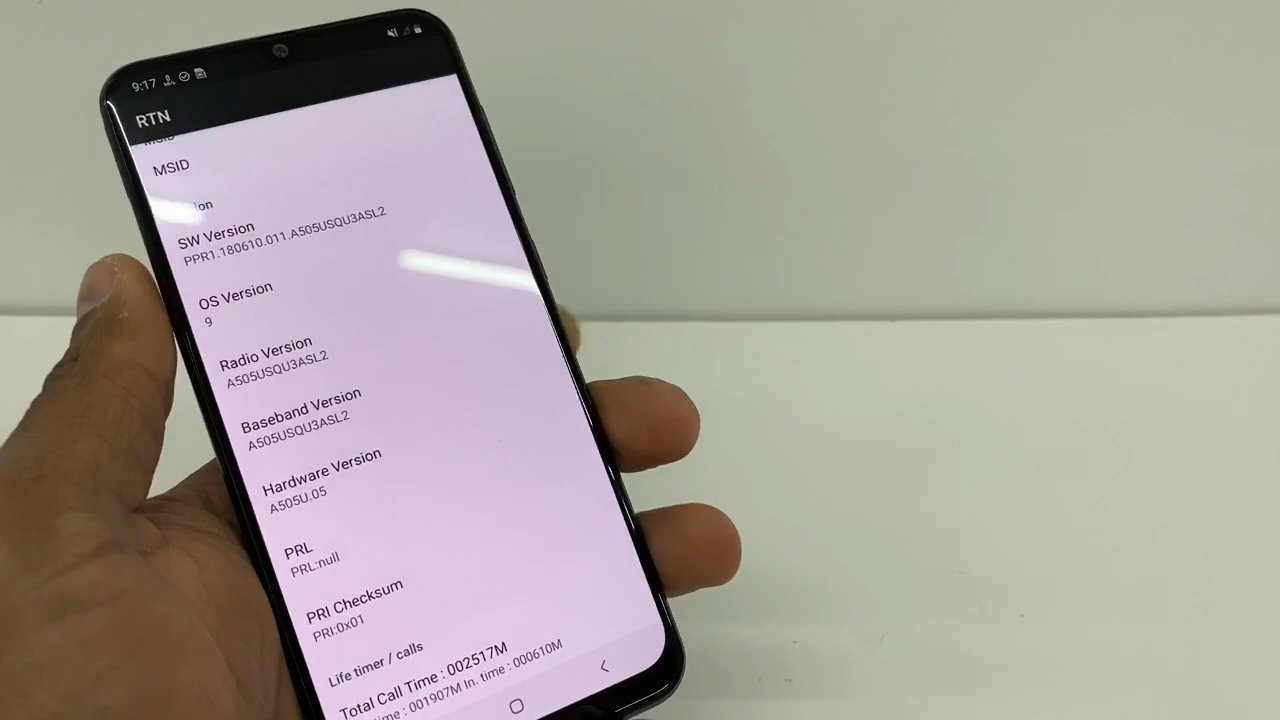 9:17
RTN
MSID
MSID
SW Version
PPR1.180610.011.A505USQU3ASL2
OS Version
9
Radio Version
A505USQU3ASL2
Baseband Version
A505USQU3ASL2
Hardware Version
A505U.05
PRL
PRL:null
PRI Checksum
PRI:0x01
Life timer / calls
Total Call Time : 002517M
time : 001907M In. time : 000610M